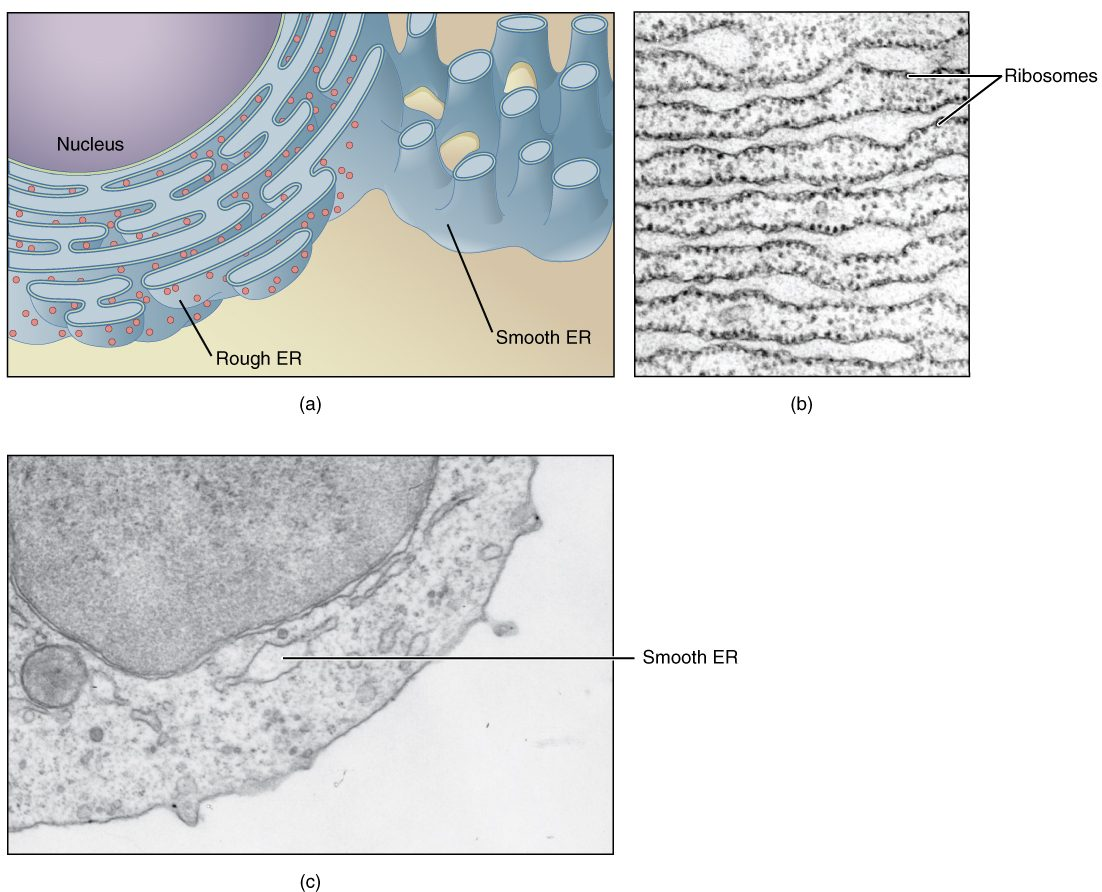 Nucleus
Rough ER
Smooth ER
(a)
Ribosomes
(b)
Smooth ER
(c)